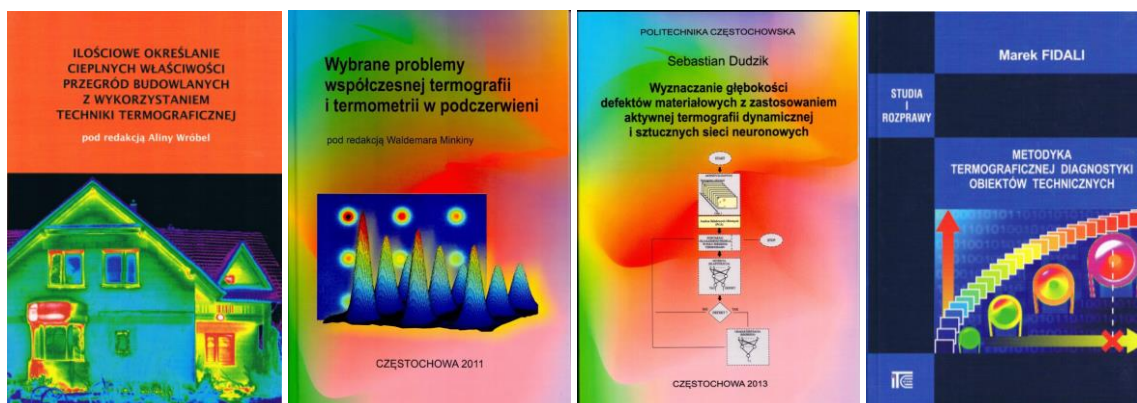 ILOŚCIOWE OKREŚLANIE
CIEPLNYCH WŁAŚCIWOŚCI
PRZEGRÓD BUDOWLANYCH
Z WYKORZYSTANIEM
TECHNIKI TERMOGRAFICZNEJ
pod redakcją Aliny Wróbel
Wybrane problemy
współczesnej termografii
i termometrii w podczerwieni
pod redakcją Waldemara Minkiny
CZĘSTOCHOWA 2011
POLITECHNIKA CZĘSTOCHOWSKA
Sebastian Dudzik
Wyznaczanie głębokości
defektów materiałowych z zastosowaniem
aktywnej termografii dynamicznej
i sztucznych sieci neuronowych
START
STOP
CZĘSTOCHOWA 2013
Marek FIDALI
STUDIA
I
ROZPRAWY
METODYKA
TERMOGRAFICZNEJ DIAGNOSTYKI
OBIEKTÓW TECHNICZNYCH